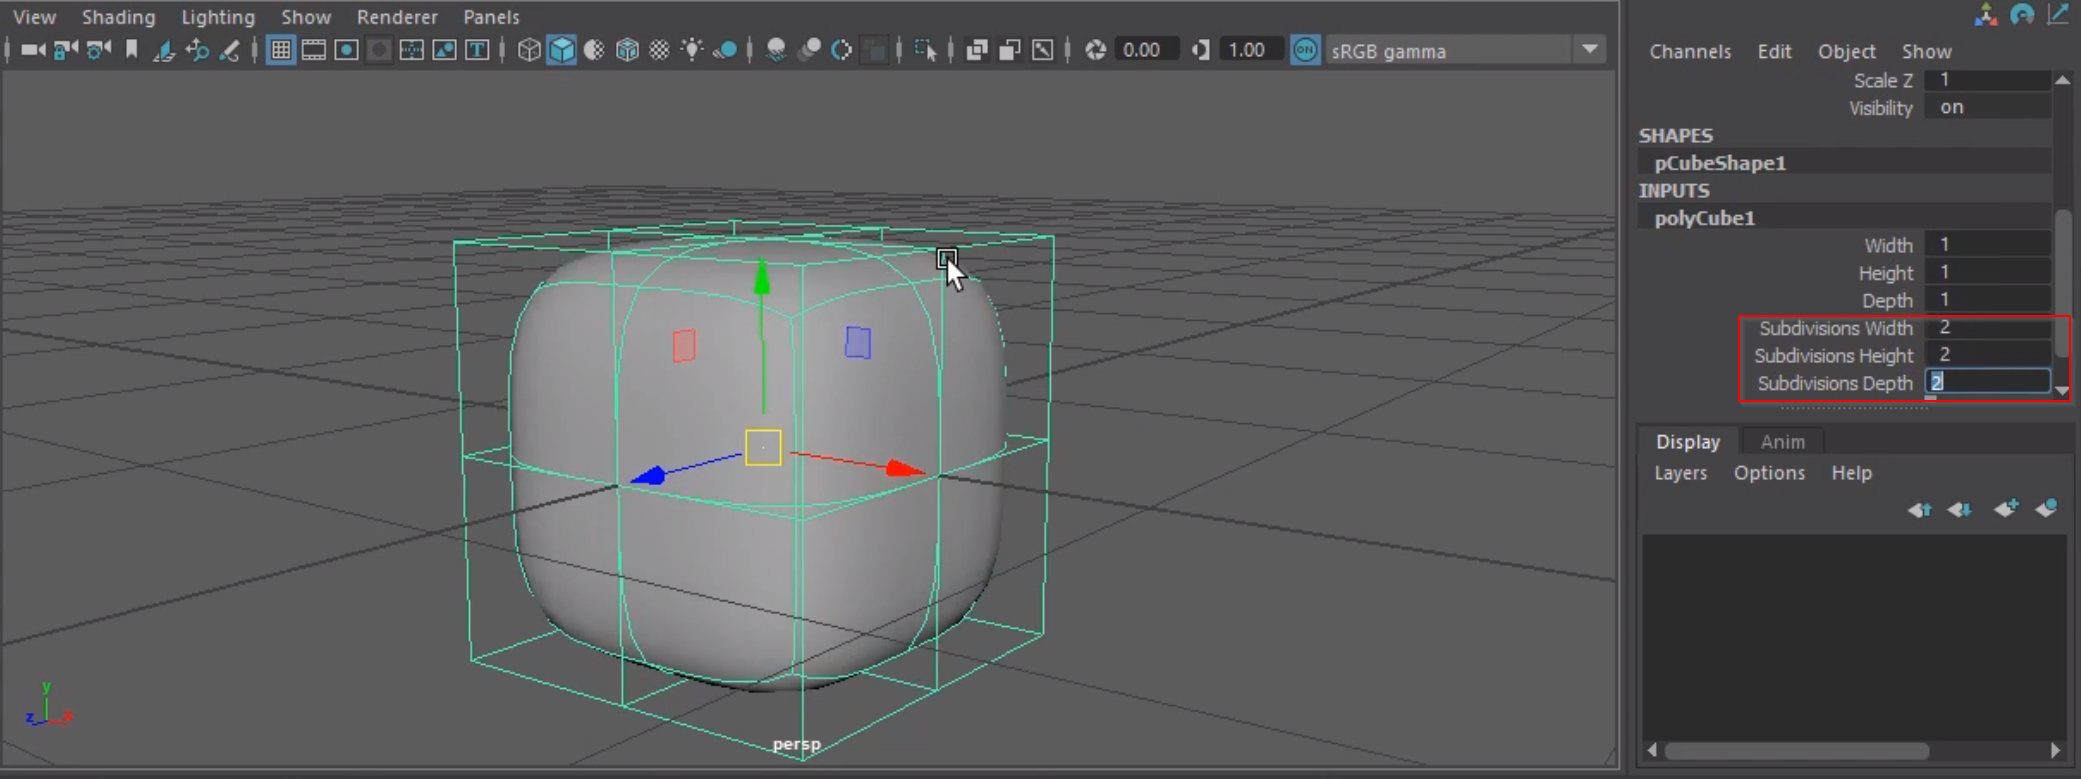 View Shading Lighting Show Renderer Panels
0.00 1.00 ON sRGB gamma
Channels Edit Object Show
Scale Z 1
Visibility on
SHAPES
pCubeShape1
INPUTS
polyCube1
Width 1
Height 1
Depth 1
Subdivisions Width 2
Subdivisions Height 2
Subdivisions Depth 2
Display Anim
Layers Options Help
y
z x
persp